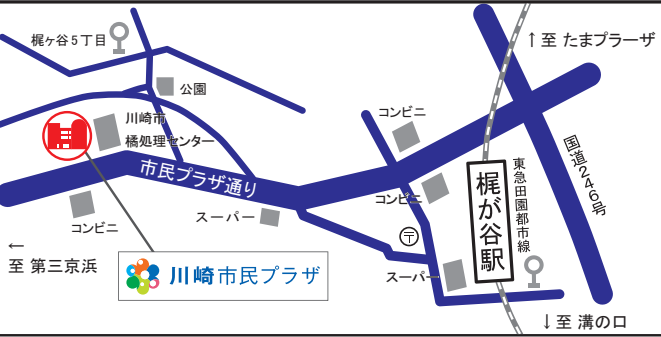 梶ヶ谷5丁目
公園
川崎市
橘処理センター
市民プラザ通り
コンビニ
スーパー
←
至 第三京浜
川崎市民プラザ
コンビニ
コンビニ
〒
スーパー
梶が谷駅
東急田園都市線
国道246号
↑至 たまプラーザ
↓至 溝の口